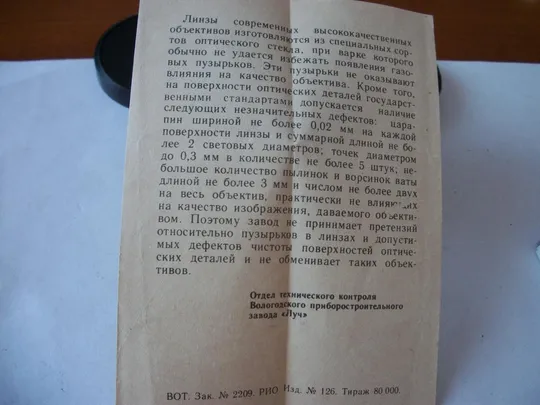 Линзы современных высококачественных
объективов изготовляются из специальных сор-
тов оптического стекла, при варке которого
обычно не удается избежать появления газо-
вых пузырьков. Эти пузырьки не оказывают
влияния на качество объектива. Кроме того,
на поверхности оптических деталей государст-
венными стандартами допускается наличие
следующих незначительных дефектов: цара-
пин шириной не более 0,02 мм на каждой
поверхности линзы и суммарной длиной не бо-
лее 2 световых диаметров; точек диаметром
до 0,3 мм в количестве не более 5 штук; не-
большое количество пылинок и ворсинок ваты
длиной не более 3 мм и числом не более двух
на весь объектив, практически не влияющих
на качество изображения, даваемого объекти-
вом. Поэтому завод не принимает претензий
относительно пузырьков в линзах и допусти-
мых дефектов чистоты поверхностей оптиче-
ских деталей и не обменивает таких объек-
тивов.
Отдел технического контроля
Вологодского приборостроительного
завода «Луч»
ВОТ. Зак. № 2209. РИО Изд. № 126. Тираж 80 000.